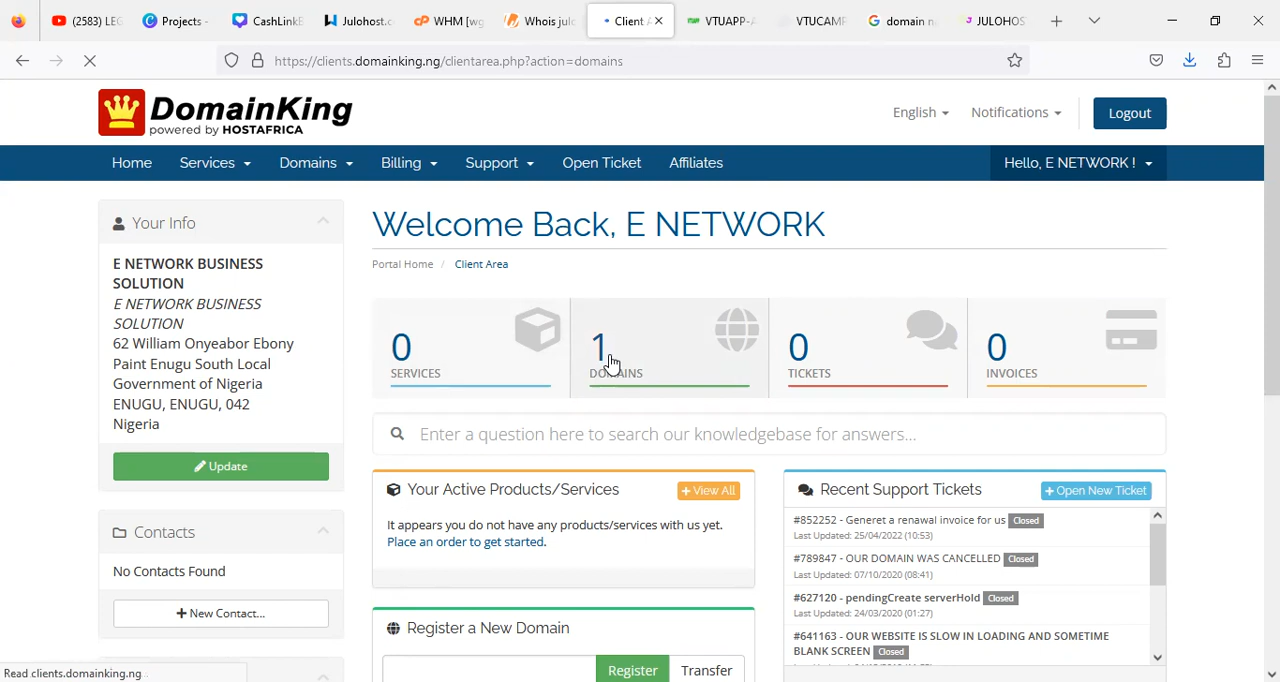 (2583) LEG
Projects -
CashLinkB
Julohost.c
WHM [wg
Whois julo
Client A
VTUAPP-A
VTUCAMP
domain n
JULOHOS
https://clients.domainking.ng/clientarea.php?action=domains
DomainKing
powered by HOSTAFRICA
English
Notifications
Logout
Home
Services
Domains
Billing
Support
Open Ticket
Affiliates
Hello, E NETWORK !
Your Info
E NETWORK BUSINESS
SOLUTION
E NETWORK BUSINESS
SOLUTION
62 William Onyeabor Ebony
Paint Enugu South Local
Government of Nigeria
ENUGU, ENUGU, 042
Nigeria
Update
Contacts
No Contacts Found
New Contact...
Welcome Back, E NETWORK
Portal Home / Client Area
0
SERVICES
1
DOMAINS
0
TICKETS
0
INVOICES
Enter a question here to search our knowledgebase for answers...
Your Active Products/Services
+ View All
It appears you do not have any products/services with us yet.
Place an order to get started.
Register a New Domain
Register
Transfer
Recent Support Tickets
+ Open New Ticket
#852252 - Generet a renawal invoice for us Closed
Last Updated: 25/04/2022 (10:53)
#789847 - OUR DOMAIN WAS CANCELLED Closed
Last Updated: 07/10/2020 (08:41)
#627120 - pendingCreate serverHold Closed
Last Updated: 24/03/2020 (01:27)
#641163 - OUR WEBSITE IS SLOW IN LOADING AND SOMETIME
BLANK SCREEN Closed
Read clients.domainking.ng